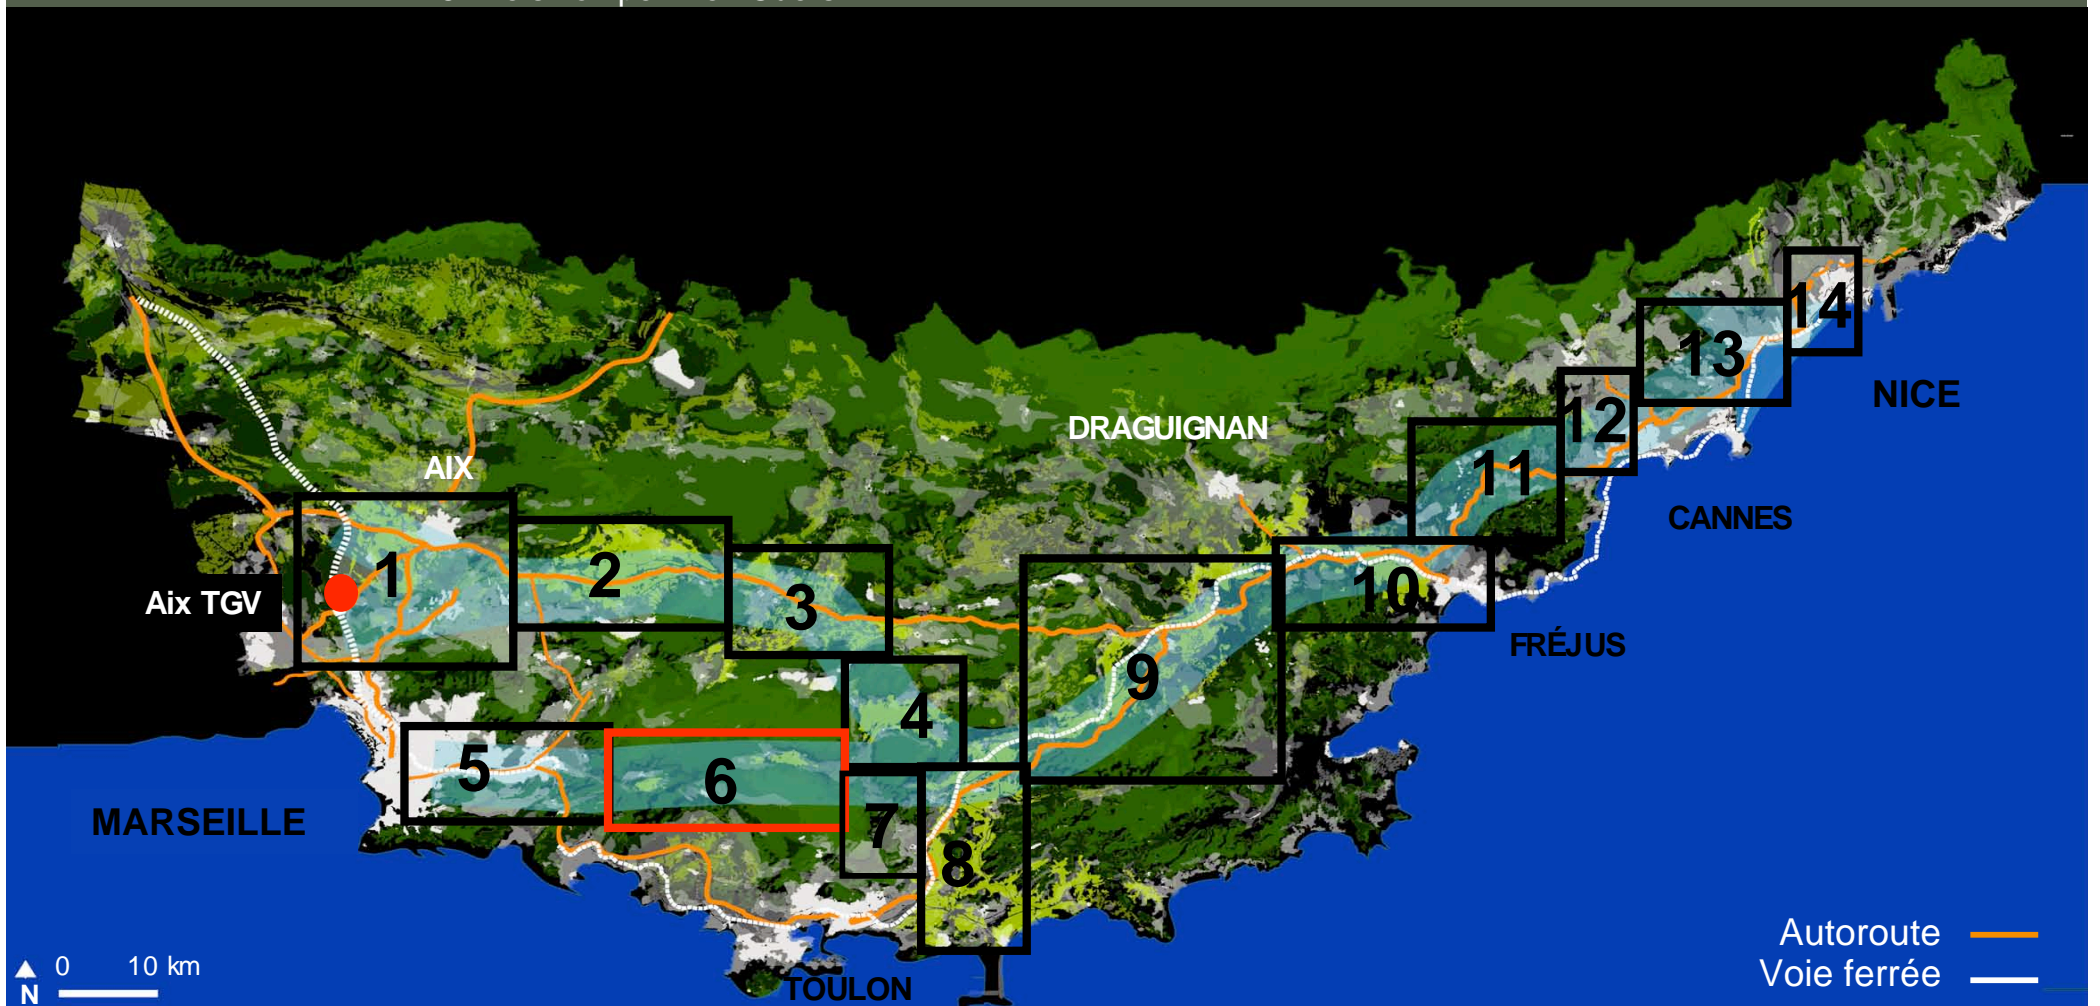 14
13
NICE
12
DRAGUIGNAN
11
AIX
CANNES
1
2
3
10
Aix TGV
FRÉJUS
9
4
5
6
MARSEILLE
7
8
Autoroute
0 10 km
Voie ferrée
N
TOULON